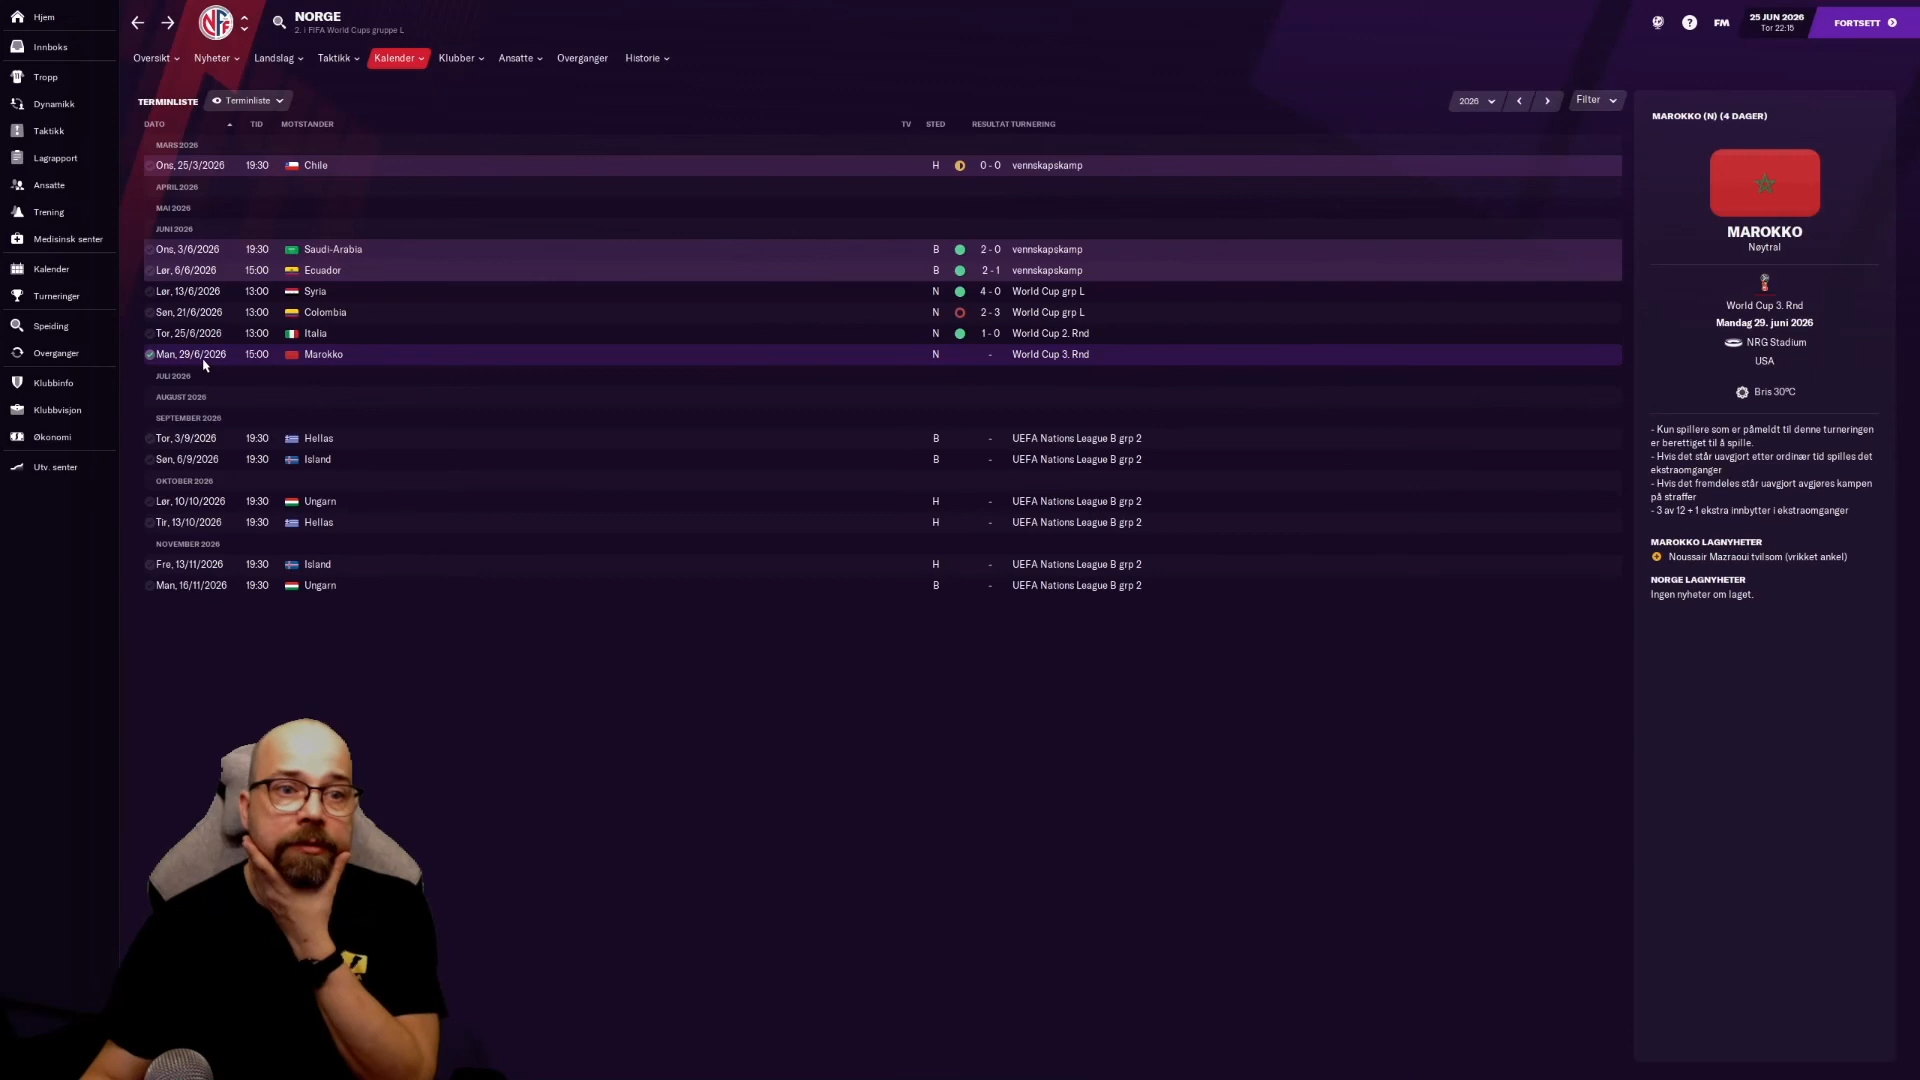 Hjem
Innboks
Tropp
Dynamikk
Taktikk
Lagrapport
Ansatte
Trening
Medisinsk senter
Kalender
Turneringer
Speiding
Overganger
Klubbinfo
Klubbvisjon
Økonomi
Utv. senter
NORGE
2. i FIFA World Cups gruppe L
FM
25 JUN 2026
Tor 22:15
FORTSETT
Oversikt Nyheter Landslag Taktikk Kalender Klubber Ansatte Overganger Historie
TERMINLISTE Terminliste 2026 Filter
DATO TID MOTSTANDER TV STED RESULTAT TURNERING
MARS 2026
Ons, 25/3/2026 19:30 Chile H 0 - 0 vennskapskamp
APRIL 2026
MAI 2026
JUNI 2026
Ons, 3/6/2026 19:30 Saudi-Arabia B 2 - 0 vennskapskamp
Lør, 6/6/2026 15:00 Ecuador B 2 - 1 vennskapskamp
Lør, 13/6/2026 13:00 Syria N 4 - 0 World Cup grp L
Søn, 21/6/2026 13:00 Colombia N 2 - 3 World Cup grp L
Tor, 25/6/2026 13:00 Italia N 1 - 0 World Cup 2. Rnd
Man, 29/6/2026 15:00 Marokko N - World Cup 3. Rnd
JULI 2026
AUGUST 2026
SEPTEMBER 2026
Tor, 3/9/2026 19:30 Hellas B - UEFA Nations League B grp 2
Søn, 6/9/2026 19:30 Island B - UEFA Nations League B grp 2
OKTOBER 2026
Lør, 10/10/2026 19:30 Ungarn H - UEFA Nations League B grp 2
Tir, 13/10/2026 19:30 Hellas H - UEFA Nations League B grp 2
NOVEMBER 2026
Fre, 13/11/2026 19:30 Island H - UEFA Nations League B grp 2
Man, 16/11/2026 19:30 Ungarn B - UEFA Nations League B grp 2
MAROKKO (N) (4 DAGER)
MAROKKO
Nøytral
World Cup 3. Rnd
Mandag 29. juni 2026
NRG Stadium
USA
Bris 30°C
- Kun spillere som er påmeldt til denne turneringen
er berettiget til å spille.
- Hvis det står uavgjort etter ordinær tid spilles det
ekstraomganger
- Hvis det fremdeles står uavgjort avgjøres kampen
på straffer
- 3 av 12 + 1 ekstra innbytter i ekstraomganger
MAROKKO LAGNYHETER
Noussair Mazraoui tvilsom (vrikket ankel)
NORGE LAGNYHETER
Ingen nyheter om laget.